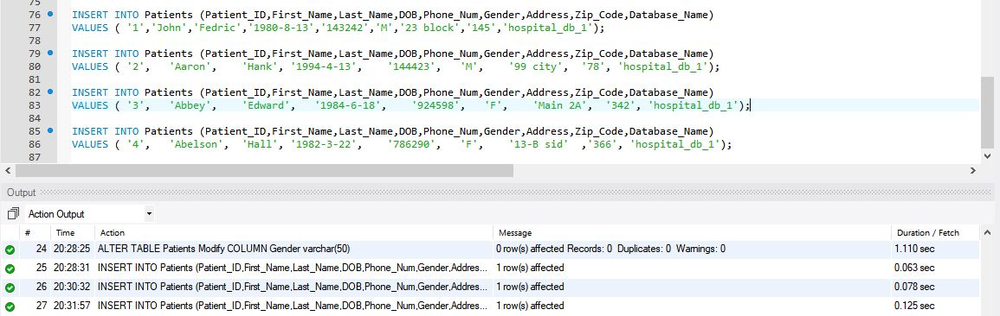 75
76 INSERT INTO Patients (Patient_ID,First_Name,Last_Name,DOB,Phone_Num,Gender,Address,Zip_Code,Database_Name)
77 VALUES ( '1','John','Fedric','1980-8-13','143242','M','23 block','145','hospital_db_1');
78
79 INSERT INTO Patients (Patient_ID,First_Name,Last_Name,DOB,Phone_Num,Gender,Address,Zip_Code,Database_Name)
80 VALUES ( '2', 'Aaron', 'Hank', '1994-4-13', '144423', 'M', '99 city', '78', 'hospital_db_1');
81
82 INSERT INTO Patients (Patient_ID,First_Name,Last_Name,DOB,Phone_Num,Gender,Address,Zip_Code,Database_Name)
83 VALUES ( '3', 'Abbey', 'Edward', '1984-6-18', '924598', 'F', 'Main 2A', '342', 'hospital_db_1');
84
85 INSERT INTO Patients (Patient_ID,First_Name,Last_Name,DOB,Phone_Num,Gender,Address,Zip_Code,Database_Name)
86 VALUES ( '4', 'Abelson', 'Hall', '1982-3-22', '786290', 'F', '13-B sid' ,'366', 'hospital_db_1');
87
Output
Action Output
# Time Action Message Duration / Fetch
24 20:28:25 ALTER TABLE Patients Modify COLUMN Gender varchar(50) 0 row(s) affected Records: 0 Duplicates: 0 Warnings: 0 1.110 sec
25 20:28:31 INSERT INTO Patients (Patient_ID,First_Name,Last_Name,DOB,Phone_Num,Gender,Addres... 1 row(s) affected 0.063 sec
26 20:30:32 INSERT INTO Patients (Patient_ID,First_Name,Last_Name,DOB,Phone_Num,Gender,Addres... 1 row(s) affected 0.078 sec
27 20:31:57 INSERT INTO Patients (Patient_ID,First_Name,Last_Name,DOB,Phone_Num,Gender,Addres... 1 row(s) affected 0.125 sec